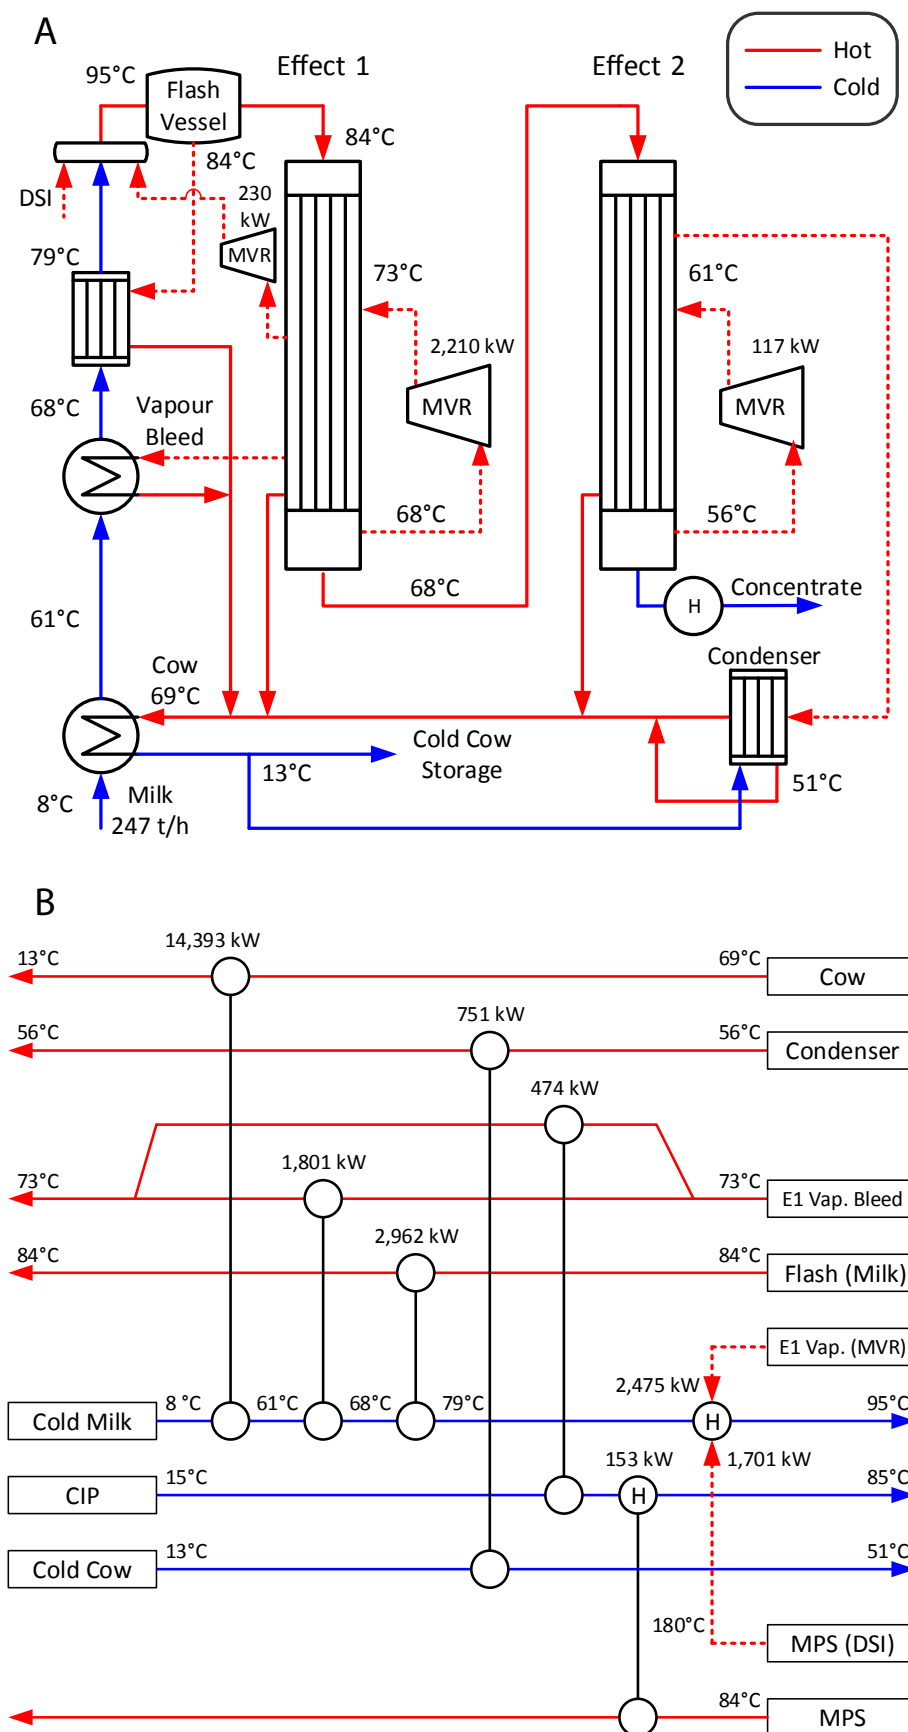 A
Effect 1
Effect 2
Hot
Cold
95°C
Flash
Vessel
84°C
84°C
DSI
230
kW
MVR
79°C
73°C
61°C
2,210 kW
117 kW
MVR
MVR
68°C
Vapour
Bleed
68°C
56°C
68°C
H
Concentrate
61°C
Cow
69°C
Condenser
Cold Cow
Storage
13°C
51°C
8°C
Milk
247 t/h
B
14,393 kW
13°C
69°C
Cow
751 kW
56°C
56°C
Condenser
474 kW
1,801 kW
73°C
73°C
E1 Vap. Bleed
2,962 kW
84°C
84°C
Flash (Milk)
E1 Vap. (MVR)
2,475 kW
Cold Milk
8 °C
61°C
68°C
79°C
H
95°C
153 kW
1,701 kW
CIP
15°C
H
85°C
Cold Cow
13°C
51°C
180°C
MPS (DSI)
84°C
MPS